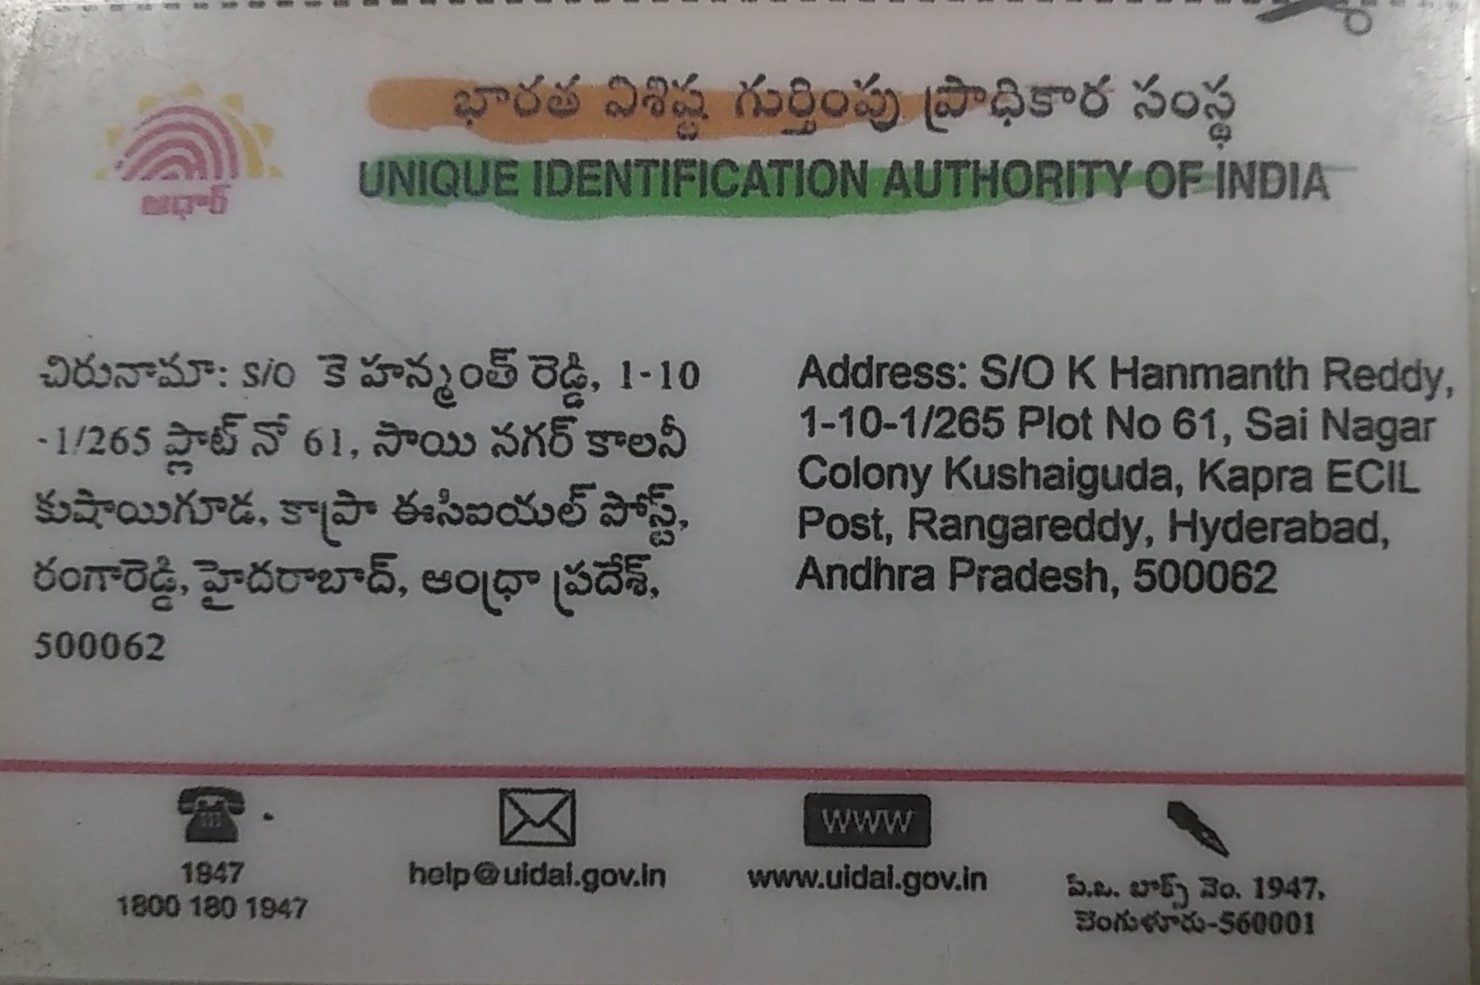 భారత విశిష్ట గుర్తింపు ప్రాధికార సంస్థ
UNIQUE IDENTIFICATION AUTHORITY OF INDIA
ఆధార్
చిరునామా: S/O కె హన్మంత్ రెడ్డి, 1-10
-1/265 ప్లాట్ నో 61, సాయి నగర్ కాలనీ
కుషాయిగూడ, కాప్రా ఈసిఐయల్ పోస్ట్,
రంగారెడ్డి, హైదరాబాద్, ఆంధ్రా ప్రదేశ్,
500062
Address: S/O K Hanmanth Reddy,
1-10-1/265 Plot No 61, Sai Nagar
Colony Kushaiguda, Kapra ECIL
Post, Rangareddy, Hyderabad,
Andhra Pradesh, 500062
1947
1800 180 1947
help@uidai.gov.in
WWW
www.uidai.gov.in
పి.ఒ. బాక్స్ నెం. 1947,
బెంగుళూరు-560001